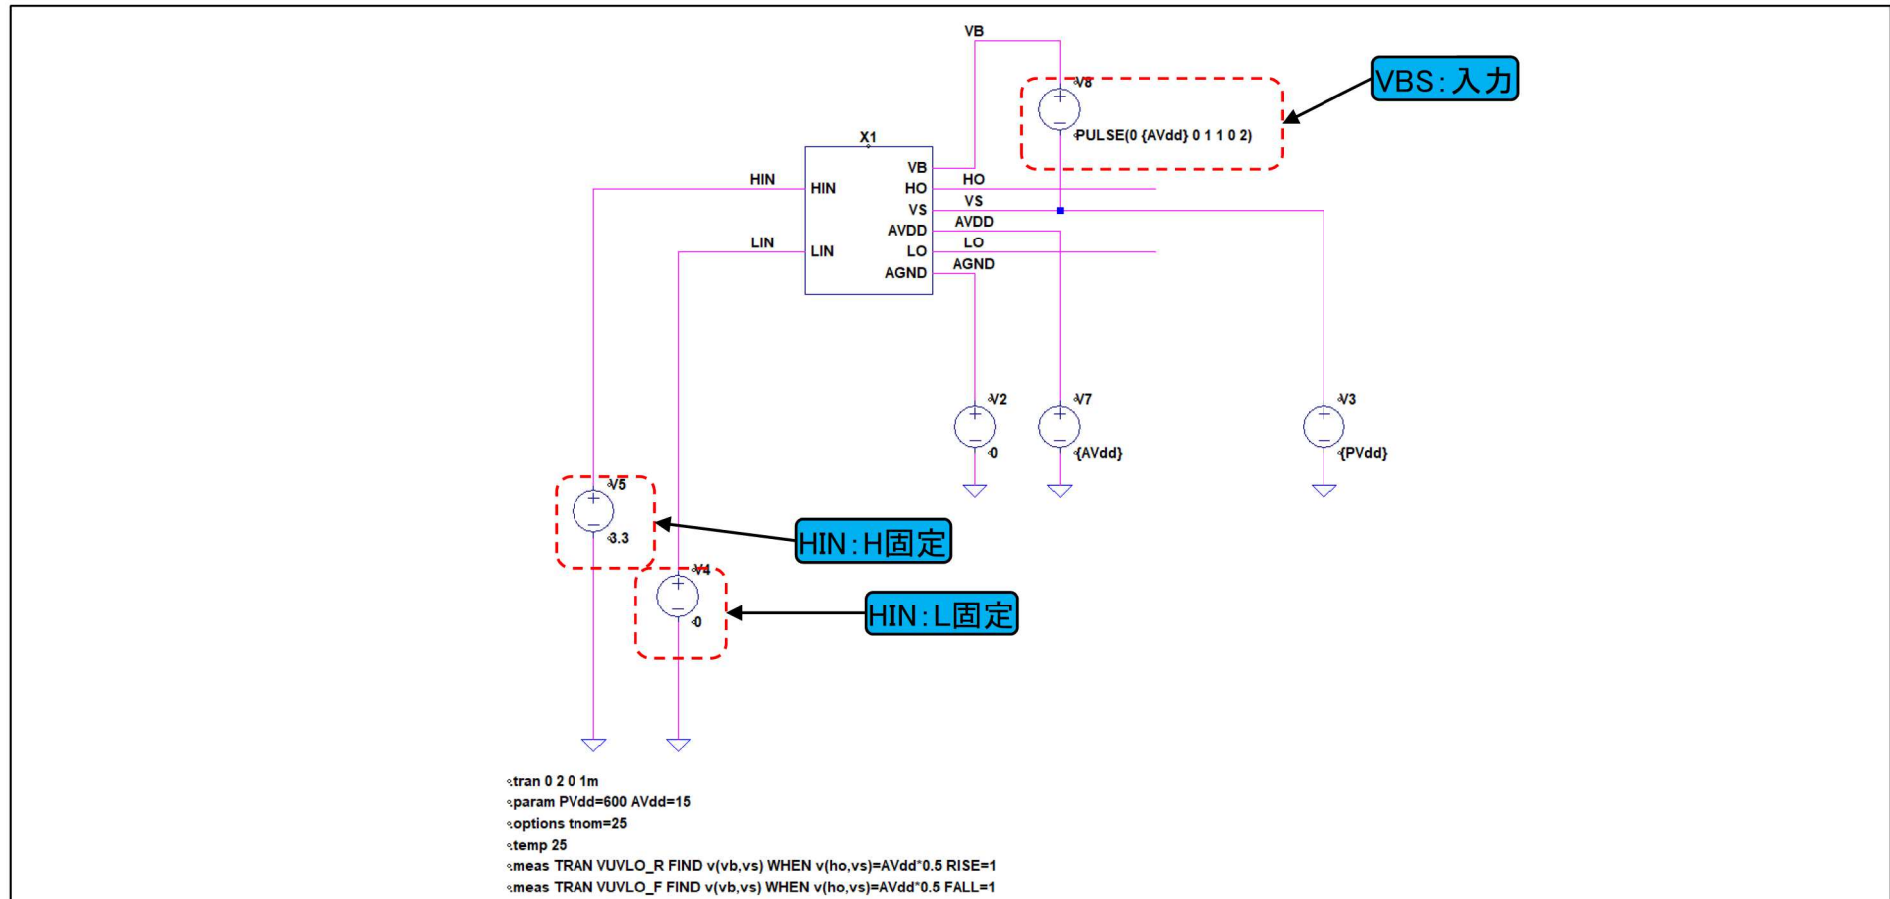 VB
V8
VBS:入力
PULSE(0 {AVdd} 0 1 1 0 2)
X1
VB
HIN
HIN
HO
HO
VS
VS
AVDD
AVDD
LIN
LIN
LO
LO
AGND
AGND
V2
0
V7
{AVdd}
V3
{PVdd}
V5
3.3
HIN:H固定
V4
0
HIN:L固定
.tran 0 2 0 1m
.param PVdd=600 AVdd=15
.options tnom=25
.temp 25
.meas TRAN VUVLO_R FIND v(vb,vs) WHEN v(ho,vs)=AVdd*0.5 RISE=1
.meas TRAN VUVLO_F FIND v(vb,vs) WHEN v(ho,vs)=AVdd*0.5 FALL=1